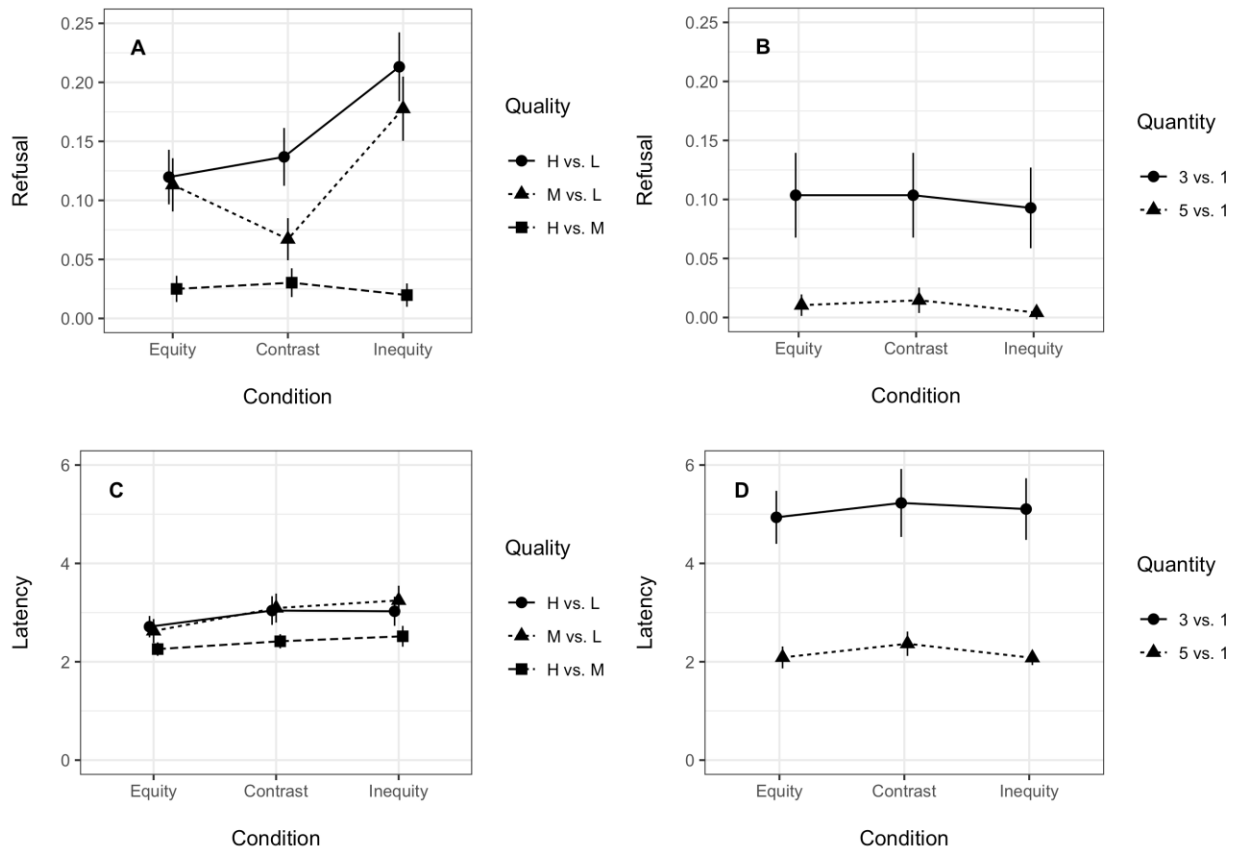 A
0.25
0.20
0.15
0.10
0.05
0.00
Refusal
Equity Contrast Inequity
Condition
Quality
H vs. L
M vs. L
H vs. M
B
0.25
0.20
0.15
0.10
0.05
0.00
Refusal
Equity Contrast Inequity
Condition
Quantity
3 vs. 1
5 vs. 1
C
6
4
2
0
Latency
Equity Contrast Inequity
Condition
Quality
H vs. L
M vs. L
H vs. M
D
6
4
2
0
Latency
Equity Contrast Inequity
Condition
Quantity
3 vs. 1
5 vs. 1